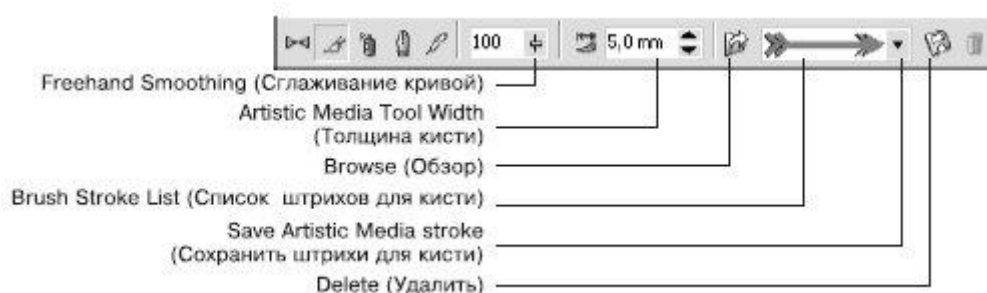 100
5,0 mm
Freehand Smoothing (Сглаживание кривой)
Artistic Media Tool Width
(Толщина кисти)
Browse (Обзор)
Brush Stroke List (Список штрихов для кисти)
Save Artistic Media stroke
(Сохранить штрихи для кисти)
Delete (Удалить)